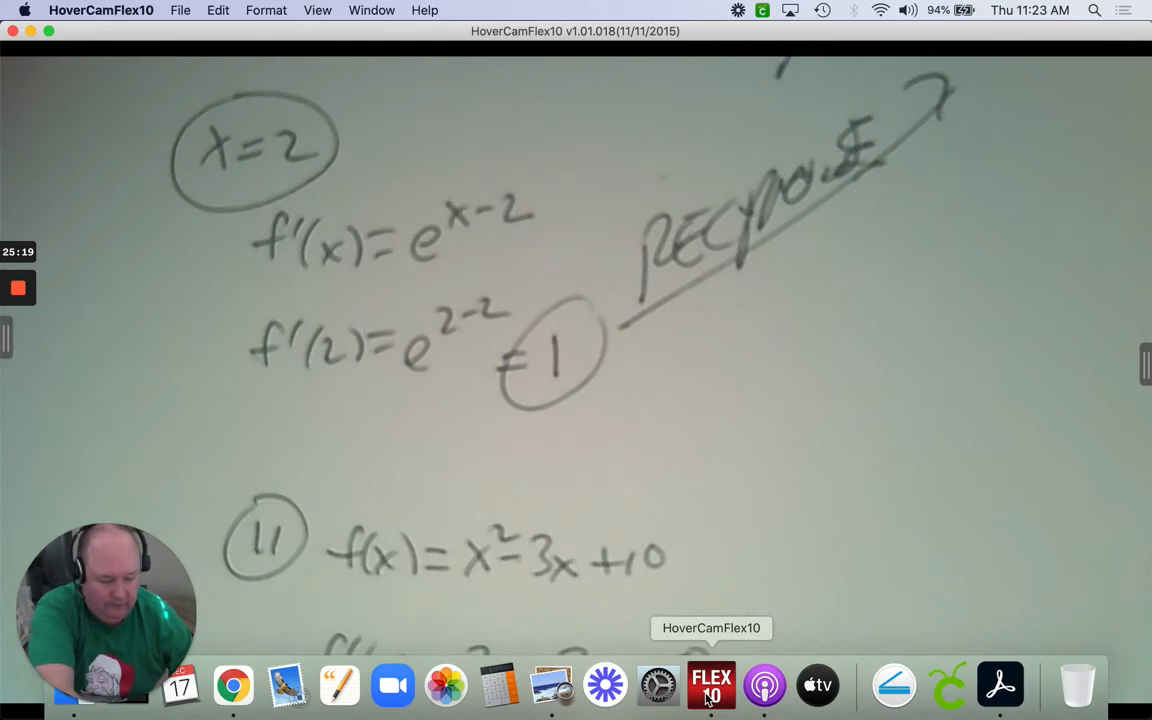 HoverCamFlex10 File Edit Format View Window Help 94% Thu 11:23 AM
HoverCamFlex10 v1.01.018(11/11/2015)
x=2
f'(x)=e^{x-2}
25:19
f'(2)=e^{2-2}=1
11 f(x)=x^2-3x+10
HoverCamFlex10
DEC
17
FLEX
10
tv